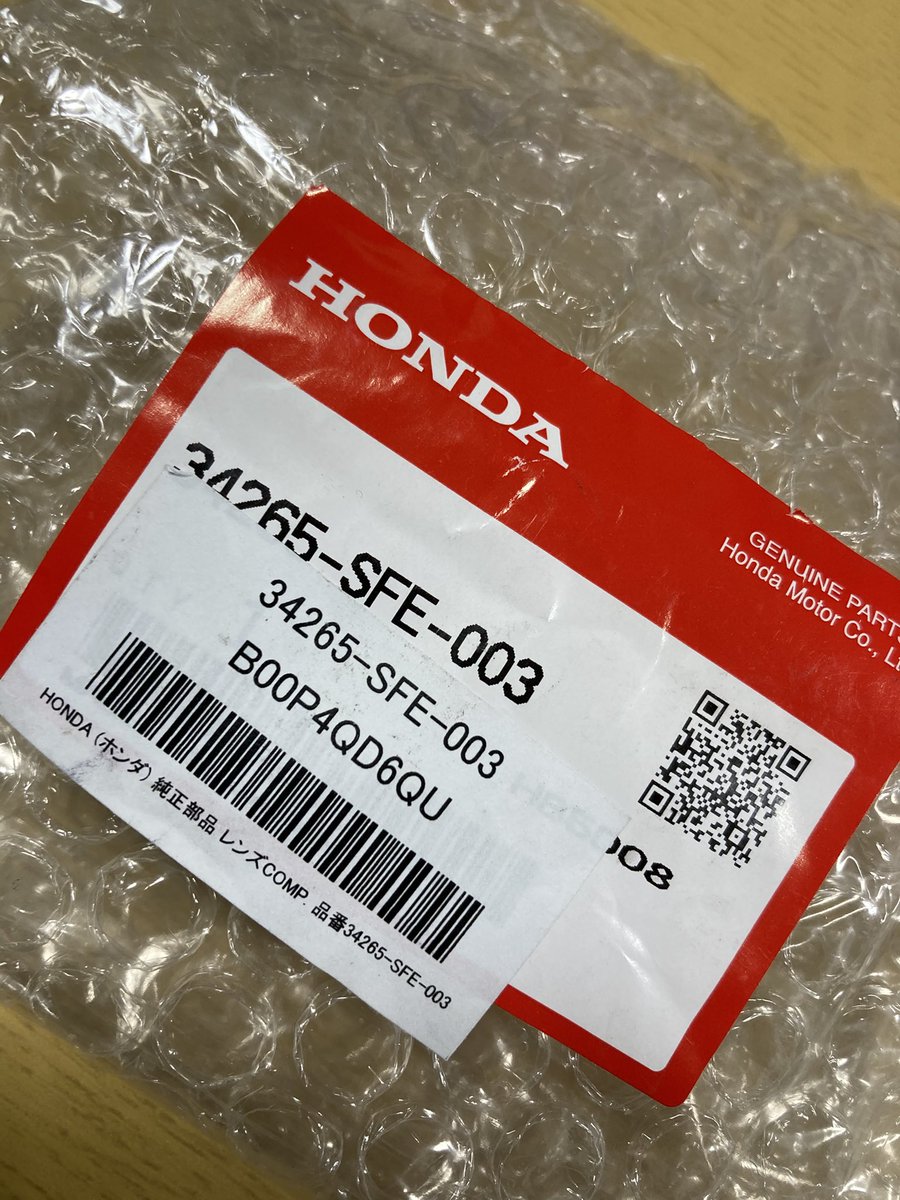 HONDA
GENUINE PARTS
Honda Motor Co.,
34265-SFE-003
34265-SFE-003
B00P4QD6QU
HONDA (ホンダ) 純正部品 レンズCOMP. 品番34265-SFE-003